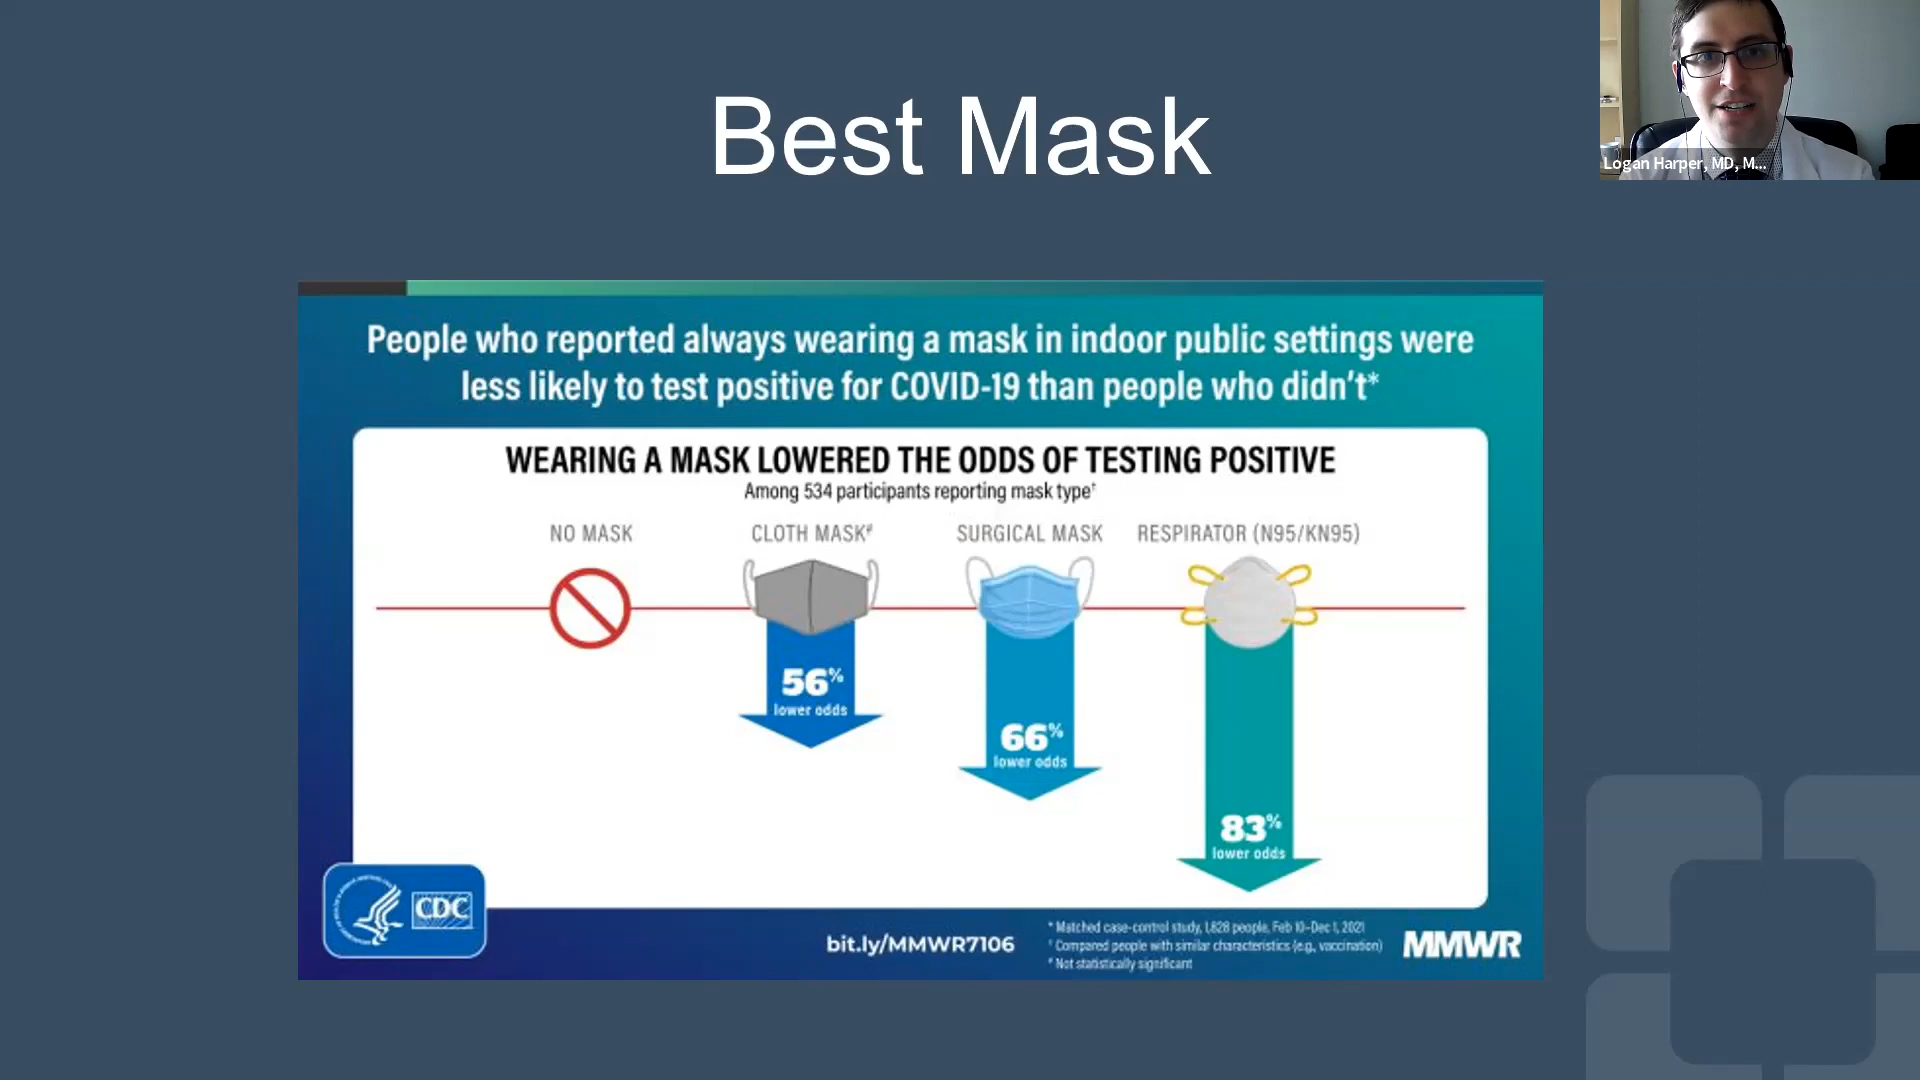 Best Mask
Logan Harper, MD, M...
People who reported always wearing a mask in indoor public settings were
less likely to test positive for COVID-19 than people who didn't*
WEARING A MASK LOWERED THE ODDS OF TESTING POSITIVE
Among 534 participants reporting mask type†
NO MASK
CLOTH MASK#
SURGICAL MASK
RESPIRATOR (N95/KN95)
56%
lower odds
66%
lower odds
83%
lower odds
CDC
bit.ly/MMWR7106
* Matched case-control study, 1,828 people, Feb 18–Dec 1, 2021
† Compared people with similar characteristics (e.g., vaccination)
# Not statistically significant
MMWR